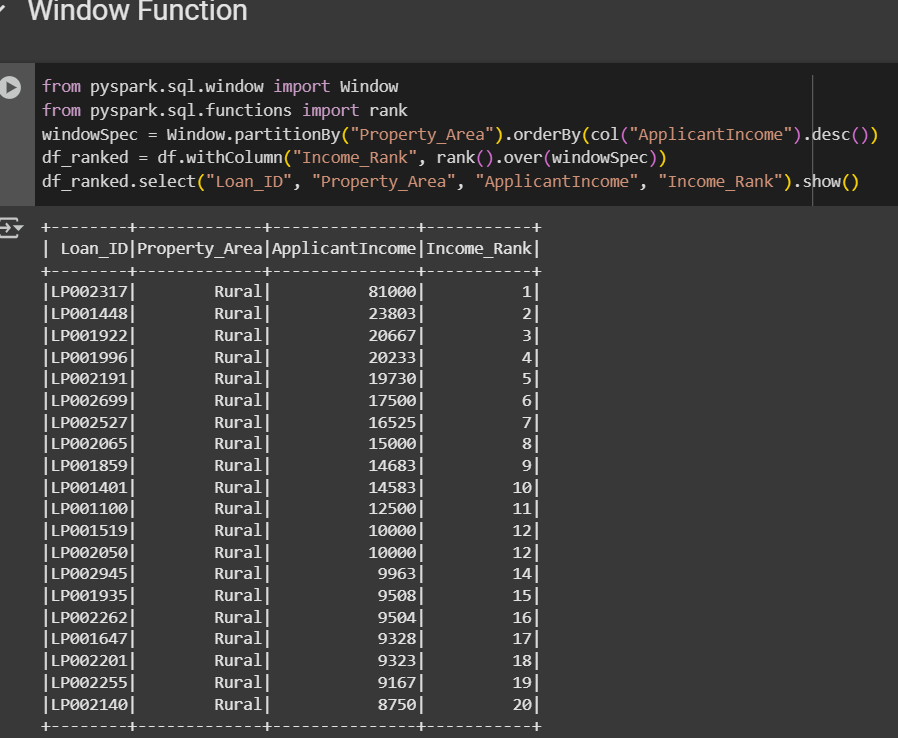 Window Function
from pyspark.sql.window import Window
from pyspark.sql.functions import rank
windowSpec = Window.partitionBy("Property_Area").orderBy(col("ApplicantIncome").desc())
df_ranked = df.withColumn("Income_Rank", rank().over(windowSpec))
df_ranked.select("Loan_ID", "Property_Area", "ApplicantIncome", "Income_Rank").show()
+--------+-------------+---------------+-----------+
| Loan_ID|Property_Area|ApplicantIncome|Income_Rank|
+--------+-------------+---------------+-----------+
|LP002317|        Rural|          81000|          1|
|LP001448|        Rural|          23803|          2|
|LP001922|        Rural|          20667|          3|
|LP001996|        Rural|          20233|          4|
|LP002191|        Rural|          19730|          5|
|LP002699|        Rural|          17500|          6|
|LP002527|        Rural|          16525|          7|
|LP002065|        Rural|          15000|          8|
|LP001859|        Rural|          14683|          9|
|LP001401|        Rural|          14583|         10|
|LP001100|        Rural|          12500|         11|
|LP001519|        Rural|          10000|         12|
|LP002050|        Rural|          10000|         12|
|LP002945|        Rural|           9963|         14|
|LP001935|        Rural|           9508|         15|
|LP002262|        Rural|           9504|         16|
|LP001647|        Rural|           9328|         17|
|LP002201|        Rural|           9323|         18|
|LP002255|        Rural|           9167|         19|
|LP002140|        Rural|           8750|         20|
+--------+-------------+---------------+-----------+